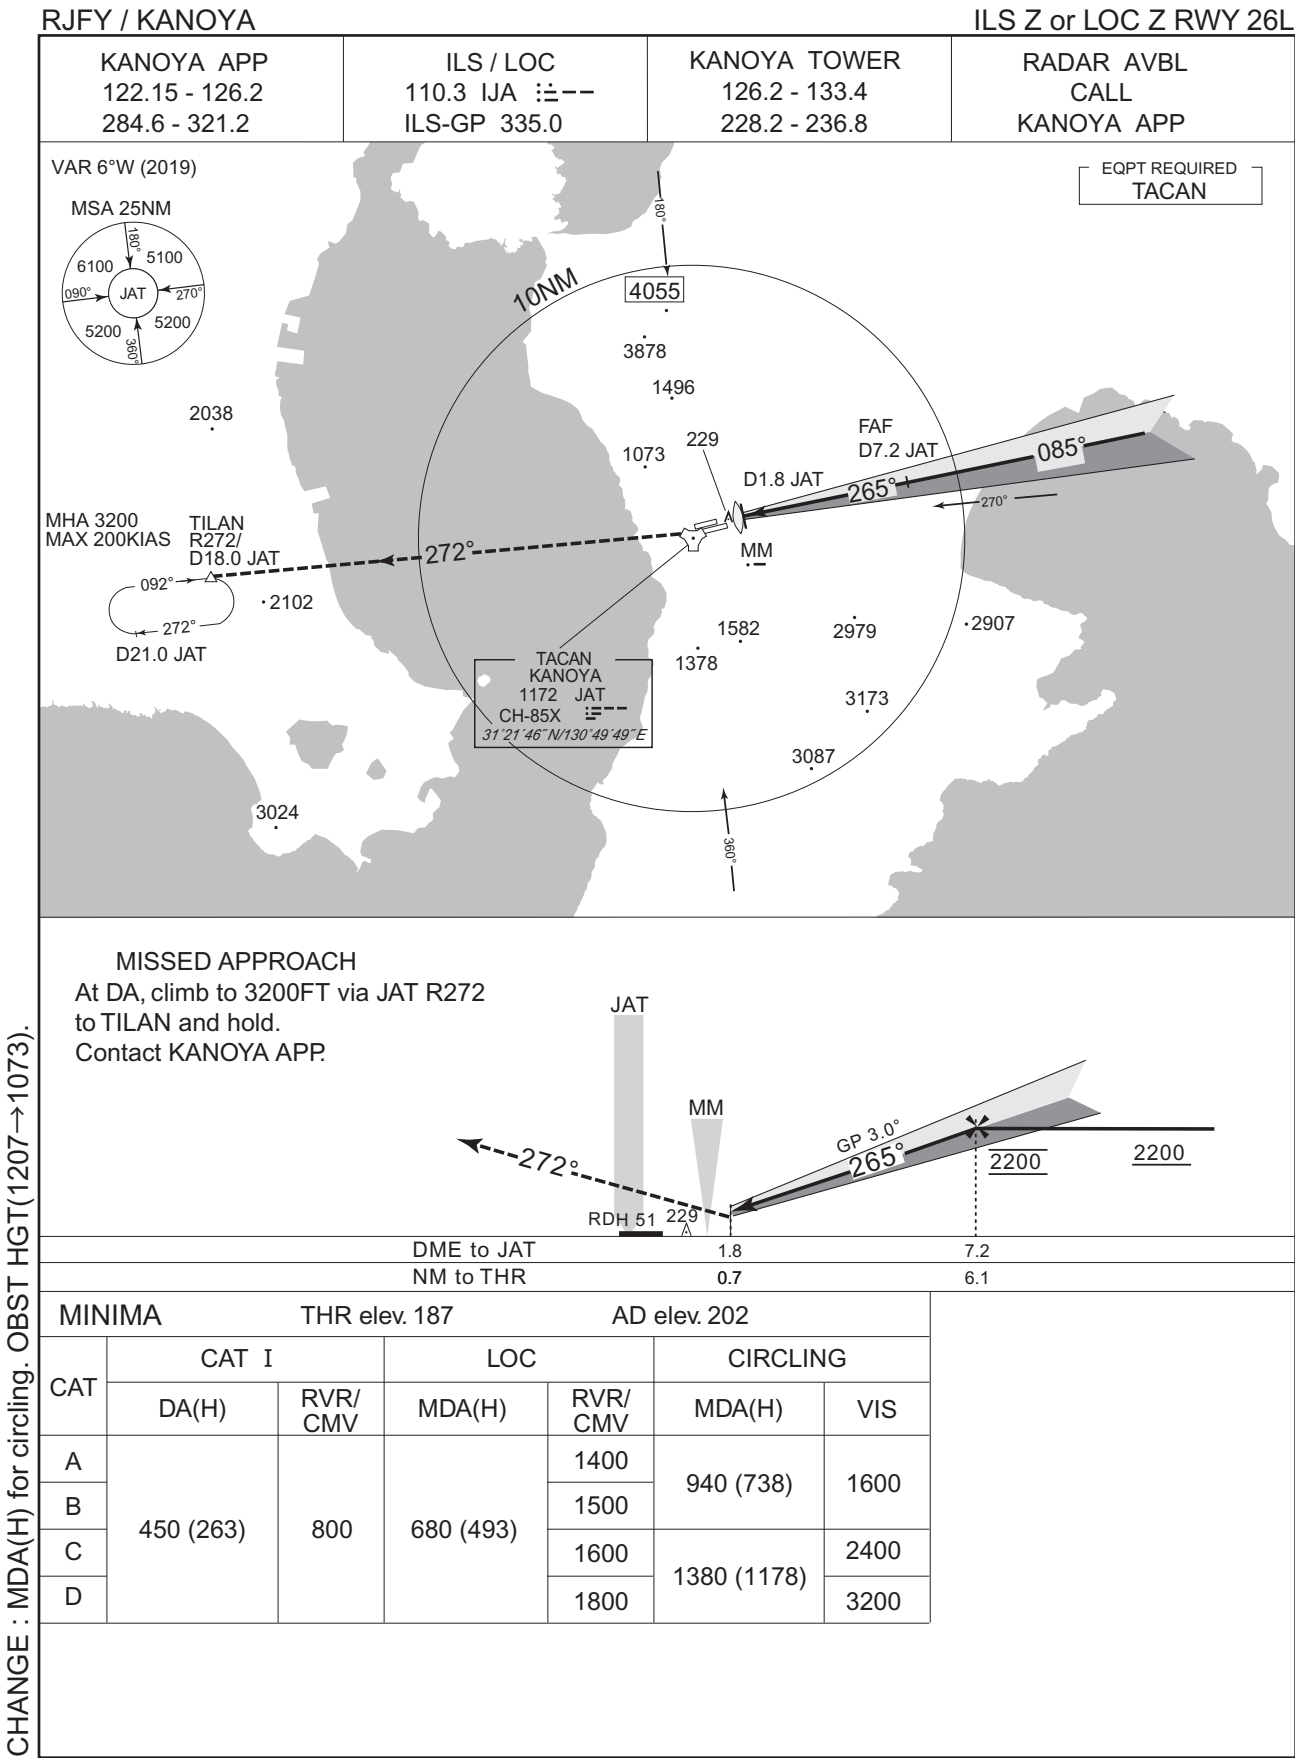 RJFY / KANOYA
ILS Z or LOC Z RWY 26L
KANOYA APP
122.15 - 126.2
284.6 - 321.2
ILS / LOC
110.3 IJA
ILS-GP 335.0
KANOYA TOWER
126.2 - 133.4
228.2 - 236.8
RADAR AVBL
CALL
KANOYA APP
VAR 6°W (2019)
EQPT REQUIRED
TACAN
MSA 25NM
180°
6100
5100
090°
JAT
270°
5200
5200
360°
180°
10NM
4055
3878
1496
2038
1073
229
FAF
D7.2 JAT
085°
D1.8 JAT
265°
270°
MHA 3200
MAX 200KIAS
TILAN
R272/
D18.0 JAT
272°
MM
092°
2102
272°
D21.0 JAT
1582
2979
2907
1378
TACAN
KANOYA
1172 JAT
CH-85X
31°21´46˝N/130°49´49˝E
3173
3087
3024
360°
MISSED APPROACH
At DA, climb to 3200FT via JAT R272
to TILAN and hold.
Contact KANOYA APP.
JAT
MM
272°
GP 3.0°
265°
2200
2200
RDH 51
229
DME to JAT 1.8 7.2
NM to THR 0.7 6.1
MINIMA THR elev. 187 AD elev. 202
CAT
CAT I
LOC
CIRCLING
DA(H)
RVR/
CMV
MDA(H)
RVR/
CMV
MDA(H)
VIS
A
B
C
D
450 (263)
800
680 (493)
1400
1500
1600
1800
940 (738)
1380 (1178)
1600
2400
3200
CHANGE : MDA(H) for circling. OBST HGT(1207→1073).